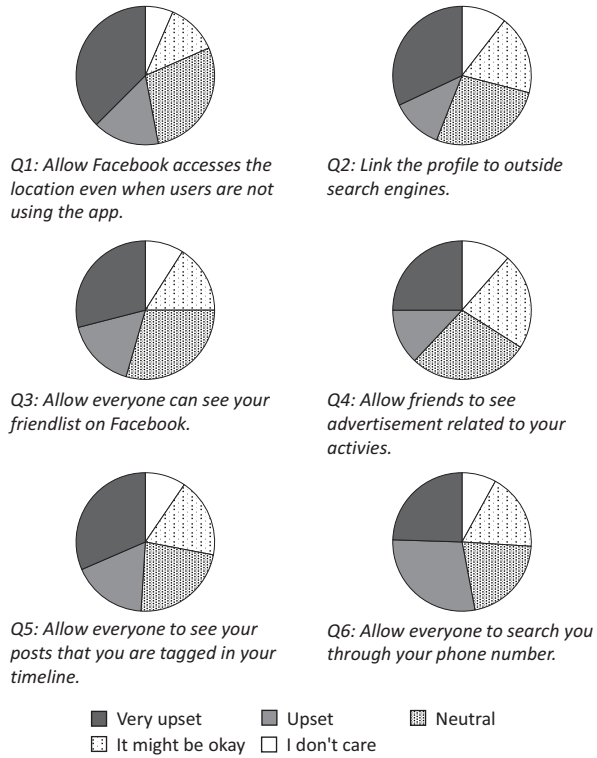 Q1: Allow Facebook accesses the
location even when users are not
using the app.
Q2: Link the profile to outside
search engines.
Q3: Allow everyone can see your
friendlist on Facebook.
Q4: Allow friends to see
advertisement related to your
activies.
Q5: Allow everyone to see your
posts that you are tagged in your
timeline.
Q6: Allow everyone to search you
through your phone number.
Very upset Upset Neutral
It might be okay I don't care